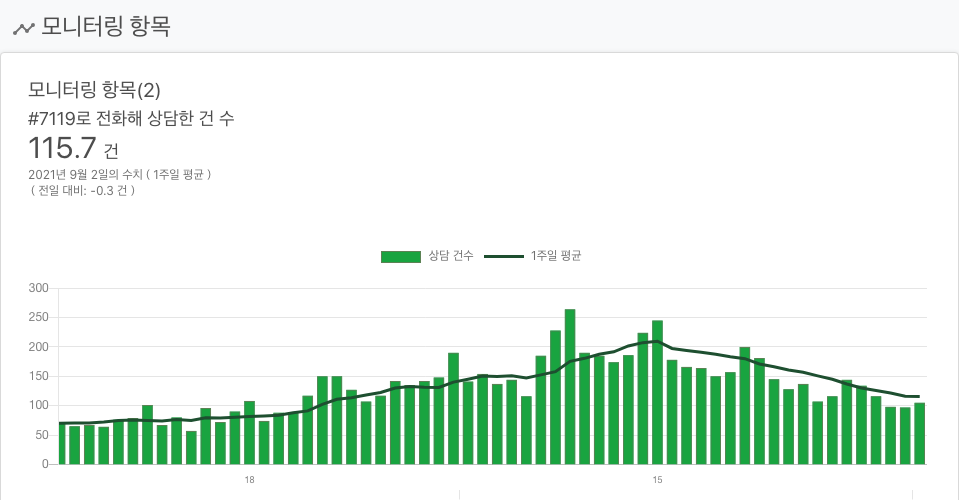 모니터링 항목
모니터링 항목(2)
#7119로 전화해 상담한 건 수
115.7 건
2021년 9월 2일의 수치 ( 1주일 평균 )
( 전일 대비: -0.3 건 )
상담 건수 1주일 평균
300
250
200
150
100
50
0
18 15